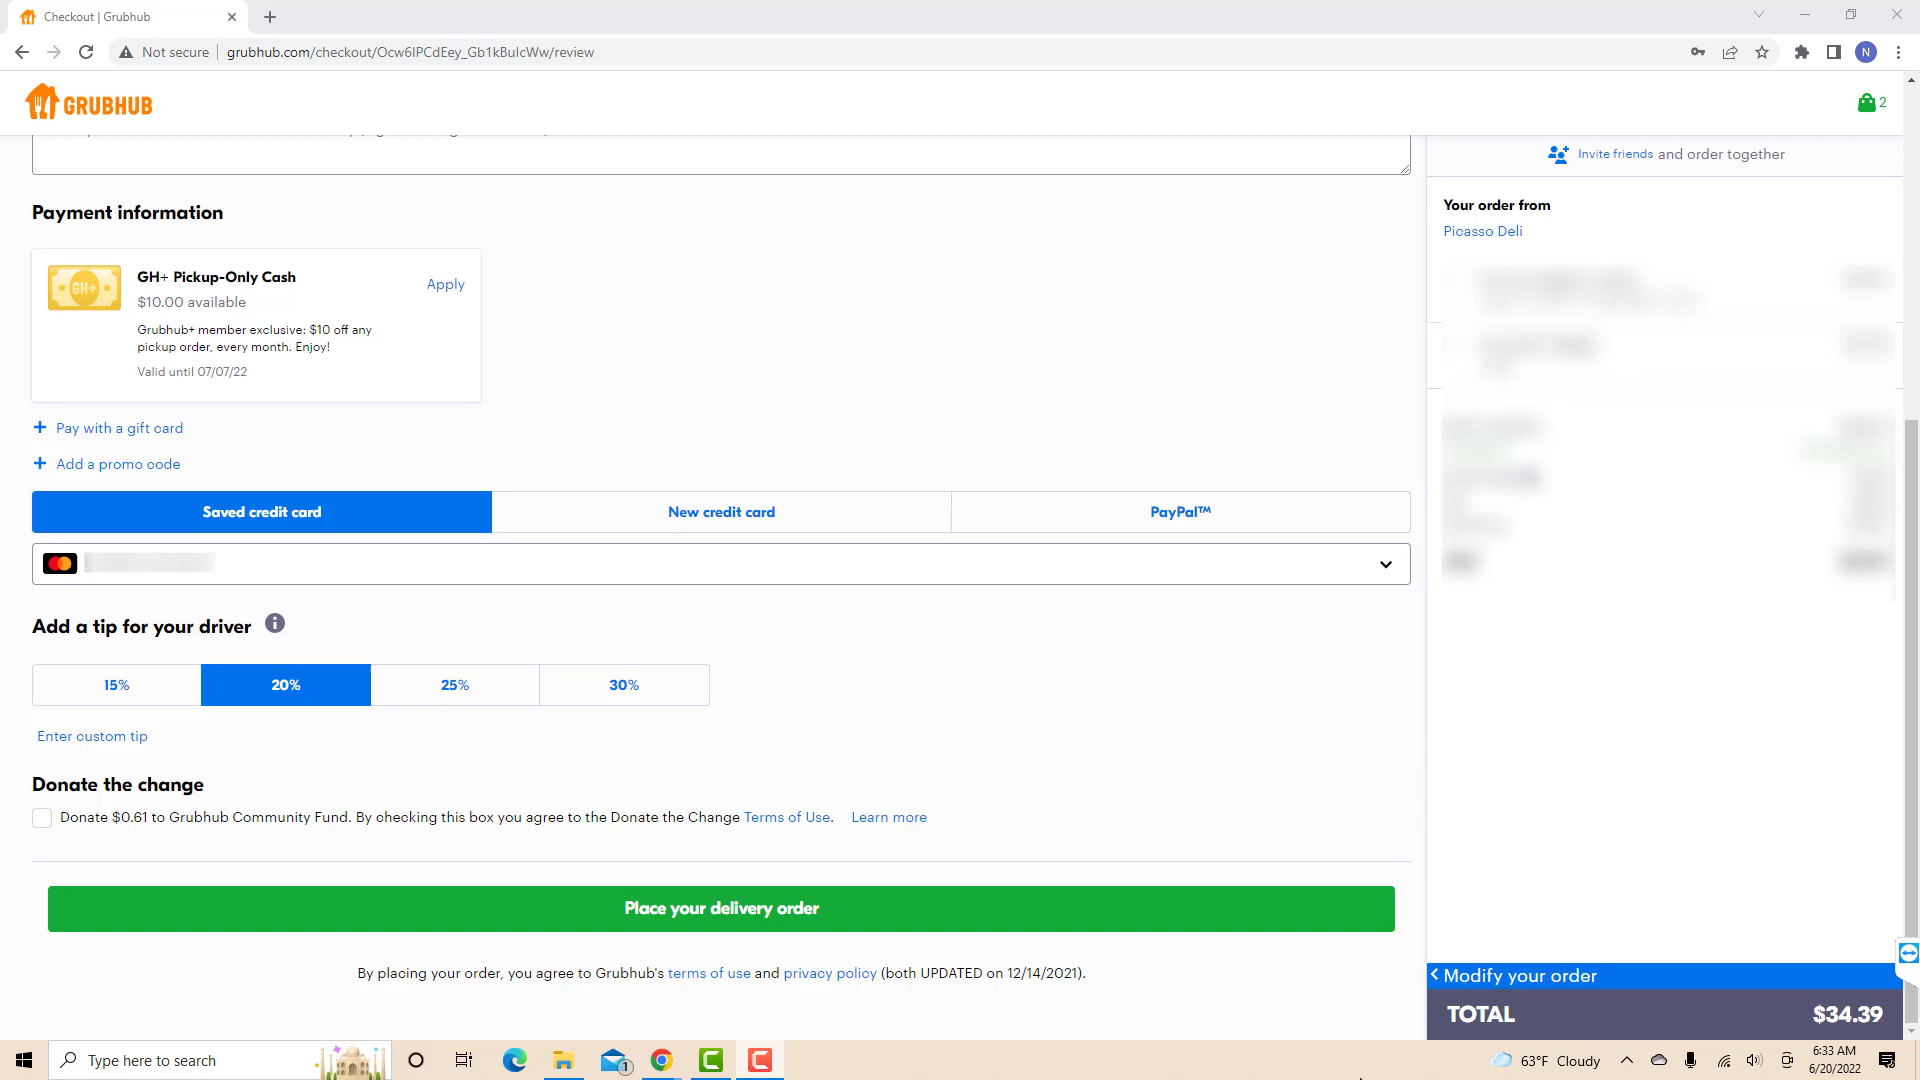 Checkout | Grubhub
Not secure
grubhub.com/checkout/Ocw6IPCdEey_Gb1kBulcWw/review
N
GRUBHUB
2
Invite friends and order together
Payment information
Your order from
Picasso Deli
GH+
GH+ Pickup-Only Cash
Apply
$10.00 available
Grubhub+ member exclusive: $10 off any
pickup order, every month. Enjoy!
Valid until 07/07/22
+ Pay with a gift card
+ Add a promo code
Saved credit card
New credit card
PayPal™
Add a tip for your driver
15%
20%
25%
30%
Enter custom tip
Donate the change
Donate $0.61 to Grubhub Community Fund. By checking this box you agree to the Donate the Change Terms of Use. Learn more
Place your delivery order
By placing your order, you agree to Grubhub's terms of use and privacy policy (both UPDATED on 12/14/2021).
Modify your order
TOTAL $34.39
Type here to search
1
63°F Cloudy
6:33 AM
6/20/2022